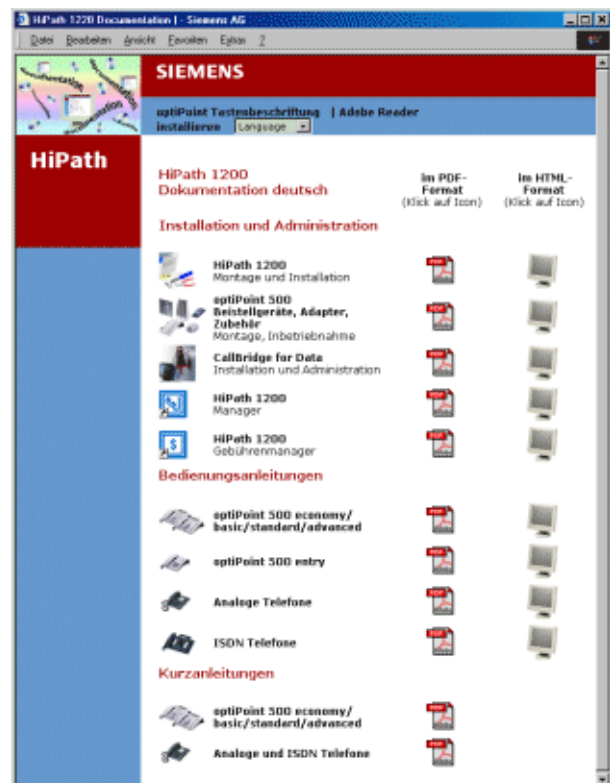 HiPath 1220 Documentation | - Siemens AG
Datei Bearbeiten Ansicht Favoriten Extras ?
SIEMENS
optiPoint Tastenbeschriftung | Adobe Reader
installieren Language
HiPath
HiPath 1200
Dokumentation deutsch
im PDF-
Format
(Klick auf Icon)
im HTML-
Format
(Klick auf Icon)
Installation und Administration
HiPath 1200
Montage und Installation
optiPoint 500
Beistellgeräte, Adapter,
Zubehör
Montage, Inbetriebnahme
CallBridge for Data
Installation und Administration
HiPath 1200
Manager
HiPath 1200
Gebührenmanager
Bedienungsanleitungen
optiPoint 500 economy/
basic/standard/advanced
optiPoint 500 entry
Analoge Telefone
ISDN Telefone
Kurzanleitungen
optiPoint 500 economy/
basic/standard/advanced
Analoge und ISDN Telefone